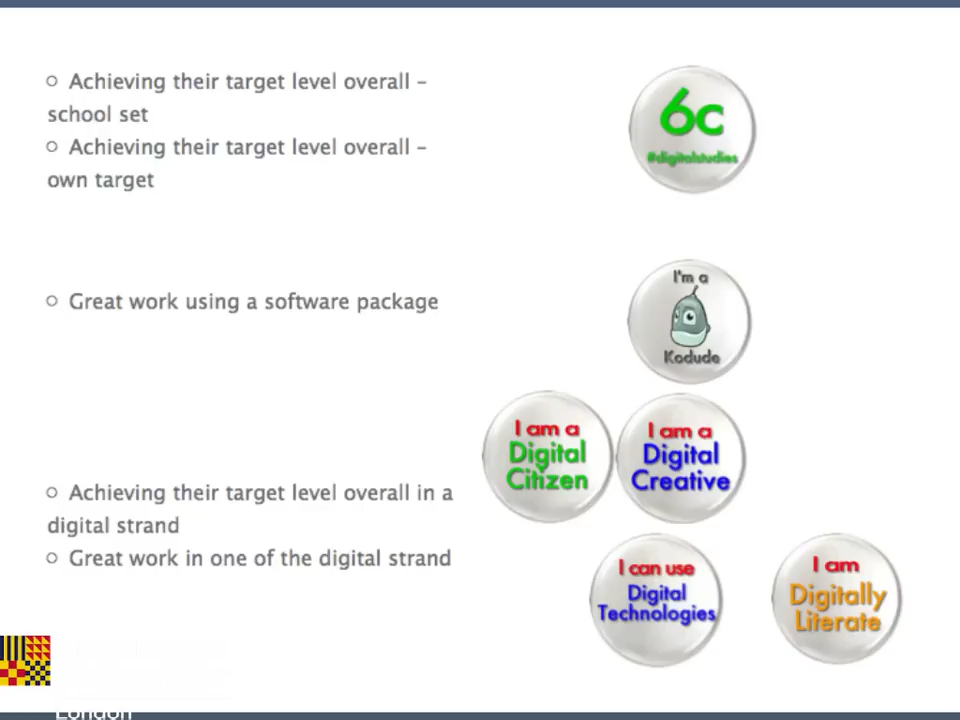 ○ Achieving their target level overall –
school set
○ Achieving their target level overall –
own target
6c
#digitalstudies
○ Great work using a software package
I'm a
Kodude
I am a
Digital
Citizen
I am a
Digital
Creative
○ Achieving their target level overall in a
digital strand
○ Great work in one of the digital strand
I can use
Digital
Technologies
I am
Digitally
Literate
London